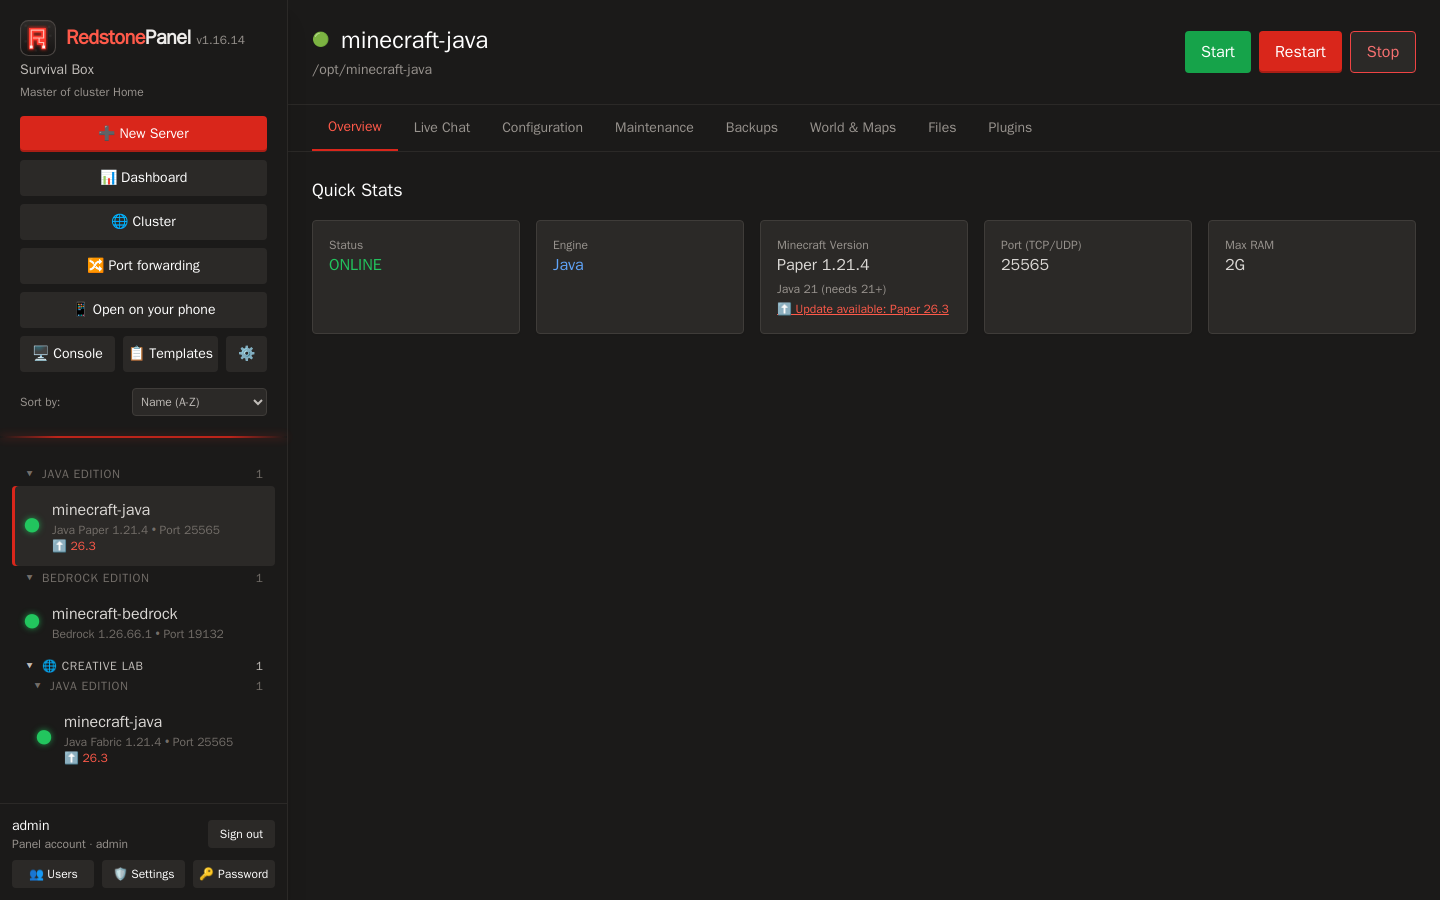 RedstonePanel v1.16.14
Survival Box
Master of cluster Home
➕ New Server
📊 Dashboard
🌐 Cluster
🔀 Port forwarding
📱 Open on your phone
🖥️ Console
📋 Templates
⚙️
Sort by:
Name (A-Z)
▼ JAVA EDITION 1
minecraft-java
Java Paper 1.21.4 • Port 25565
⬆️ 26.3
▼ BEDROCK EDITION 1
minecraft-bedrock
Bedrock 1.26.66.1 • Port 19132
▼ 🌐 CREATIVE LAB 1
▼ JAVA EDITION 1
minecraft-java
Java Fabric 1.21.4 • Port 25565
⬆️ 26.3
admin
Panel account · admin
Sign out
👥 Users
🛡️ Settings
🔑 Password
minecraft-java
/opt/minecraft-java
Start
Restart
Stop
Overview
Live Chat
Configuration
Maintenance
Backups
World & Maps
Files
Plugins
Quick Stats
Status
ONLINE
Engine
Java
Minecraft Version
Paper 1.21.4
Java 21 (needs 21+)
⬆️ Update available: Paper 26.3
Port (TCP/UDP)
25565
Max RAM
2G